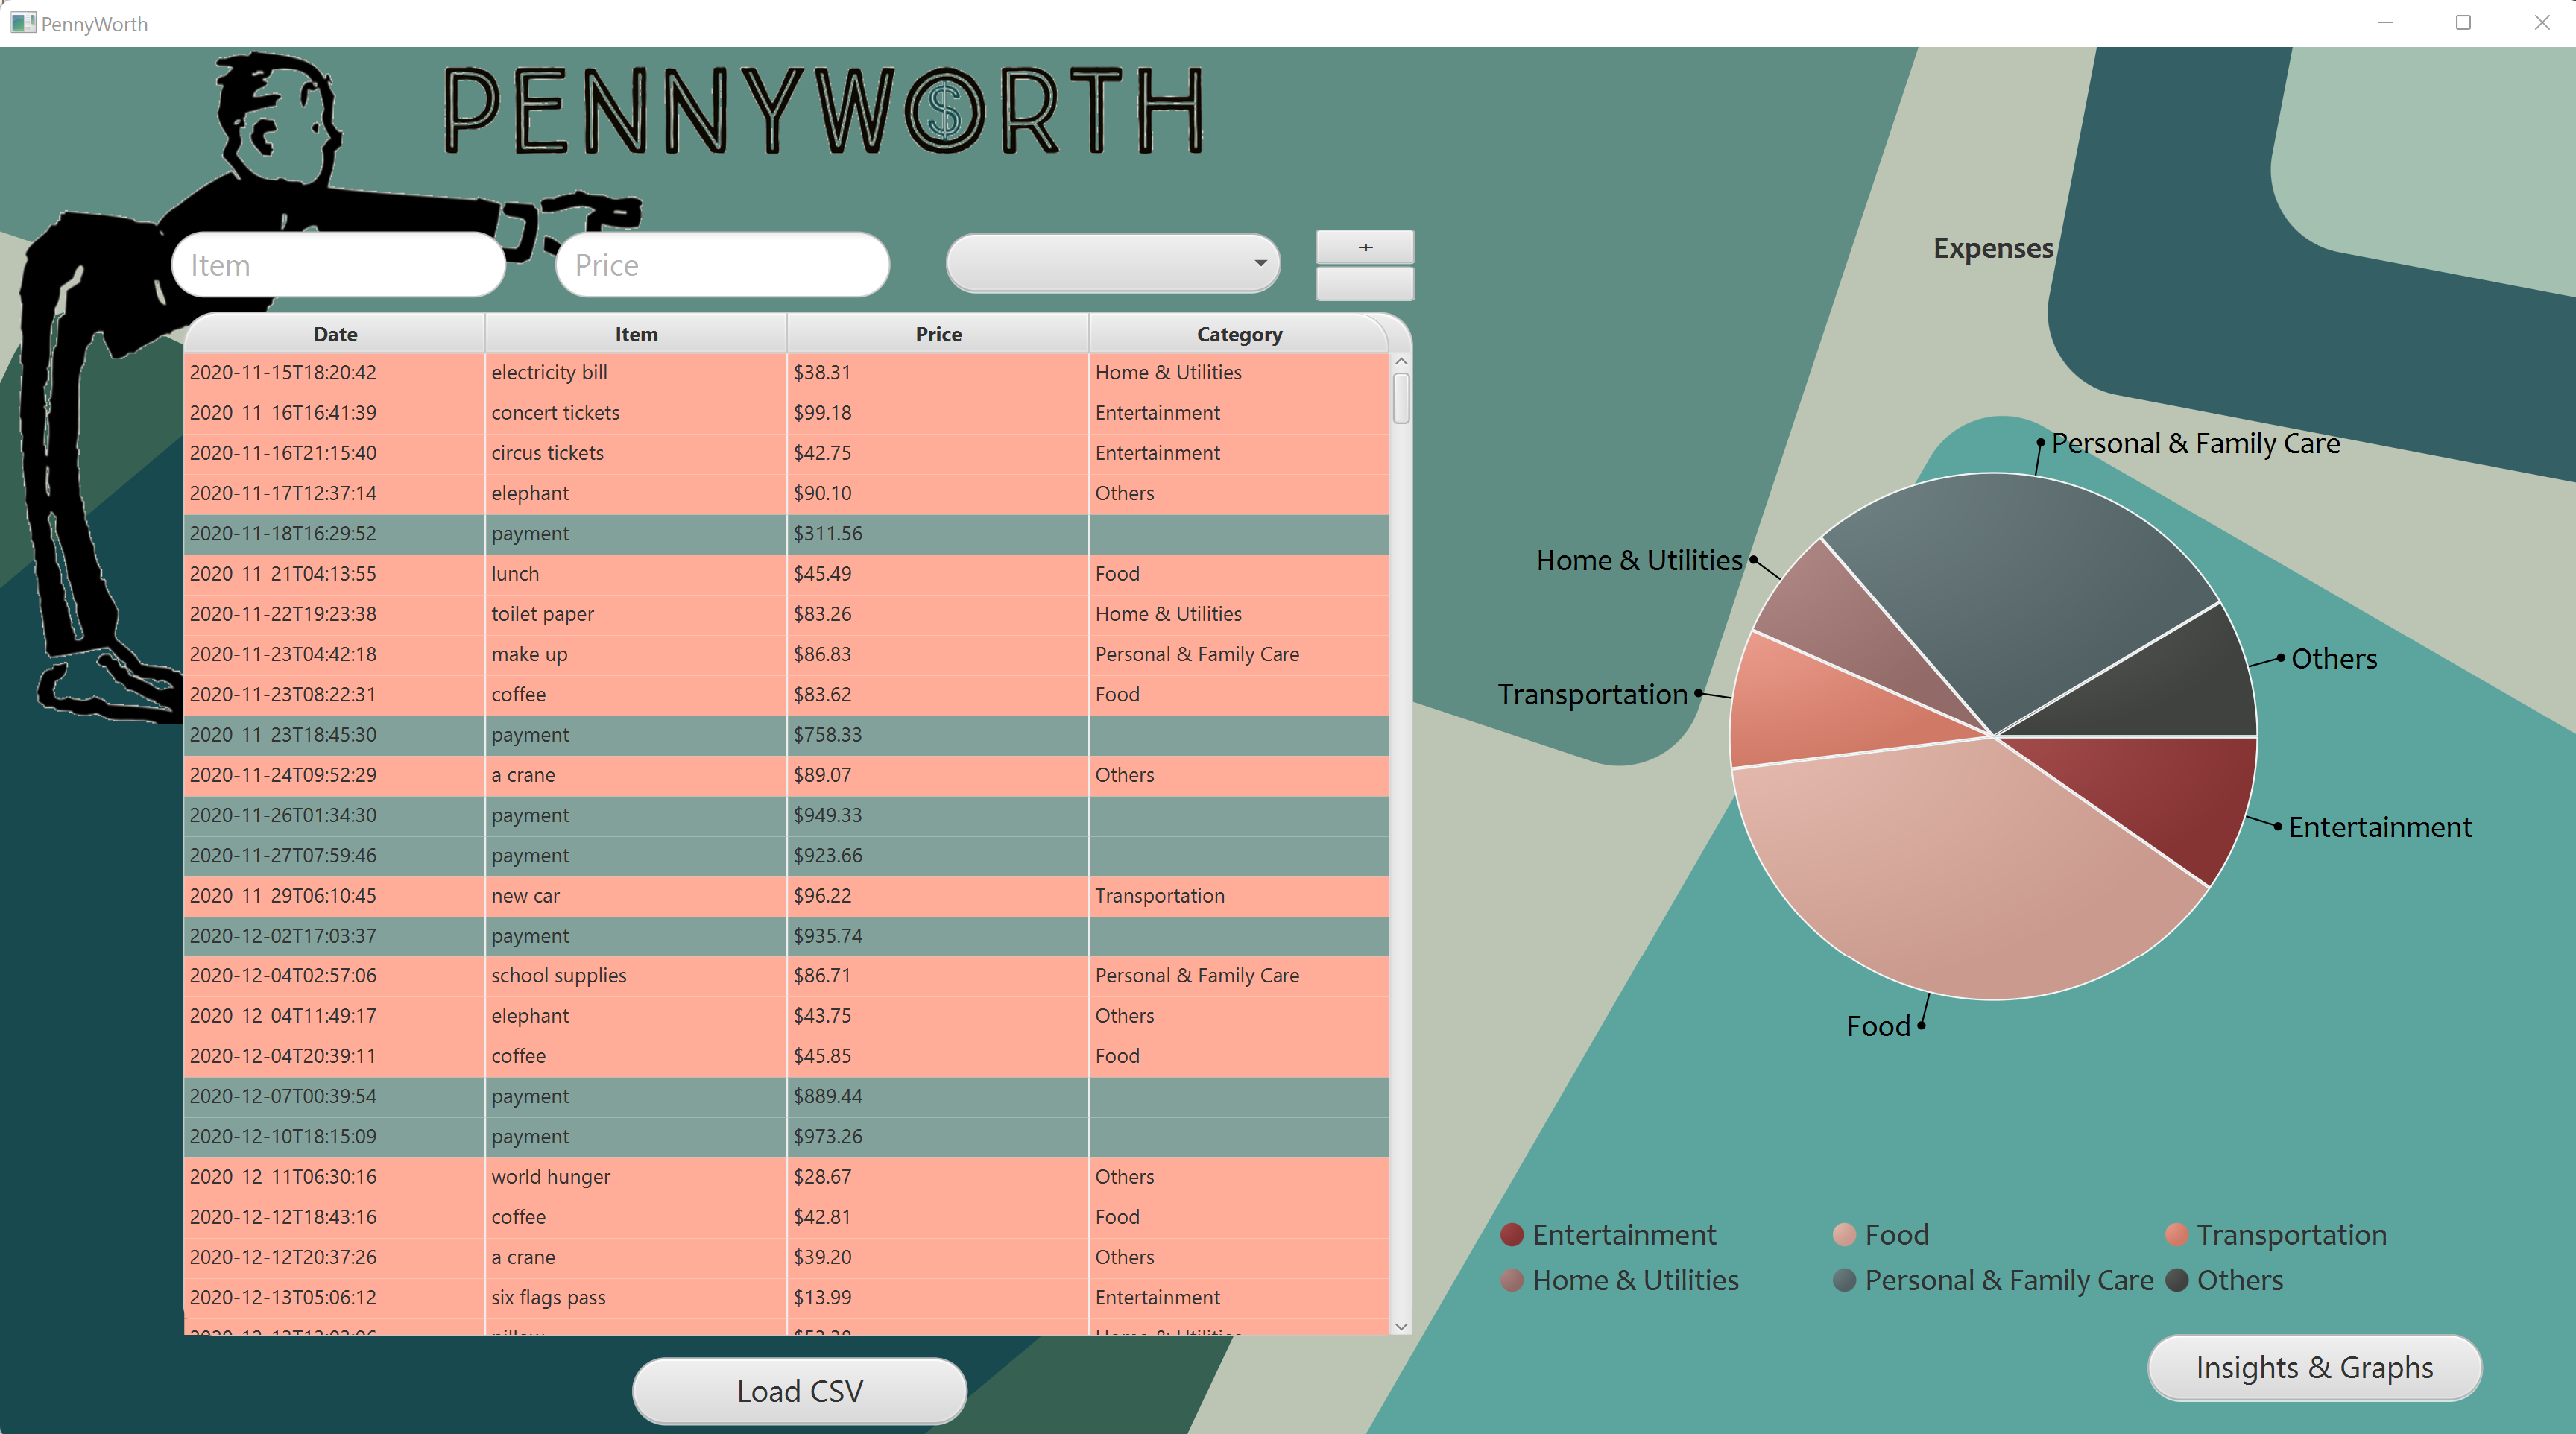 PennyWorth
PENNYW$RTH
Item Price
+
-
Expenses
Date Item Price Category
2020-11-15T18:20:42 electricity bill $38.31 Home & Utilities
2020-11-16T16:41:39 concert tickets $99.18 Entertainment
2020-11-16T21:15:40 circus tickets $42.75 Entertainment
2020-11-17T12:37:14 elephant $90.10 Others
2020-11-18T16:29:52 payment $311.56
2020-11-21T04:13:55 lunch $45.49 Food
2020-11-22T19:23:38 toilet paper $83.26 Home & Utilities
2020-11-23T04:42:18 make up $86.83 Personal & Family Care
2020-11-23T08:22:31 coffee $83.62 Food
2020-11-23T18:45:30 payment $758.33
2020-11-24T09:52:29 a crane $89.07 Others
2020-11-26T01:34:30 payment $949.33
2020-11-27T07:59:46 payment $923.66
2020-11-29T06:10:45 new car $96.22 Transportation
2020-12-02T17:03:37 payment $935.74
2020-12-04T02:57:06 school supplies $86.71 Personal & Family Care
2020-12-04T11:49:17 elephant $43.75 Others
2020-12-04T20:39:11 coffee $45.85 Food
2020-12-07T00:39:54 payment $889.44
2020-12-10T18:15:09 payment $973.26
2020-12-11T06:30:16 world hunger $28.67 Others
2020-12-12T18:43:16 coffee $42.81 Food
2020-12-12T20:37:26 a crane $39.20 Others
2020-12-13T05:06:12 six flags pass $13.99 Entertainment
Load CSV
Personal & Family Care
Home & Utilities
Others
Transportation
Entertainment
Food
Entertainment Food Transportation
Home & Utilities Personal & Family Care Others
Insights & Graphs